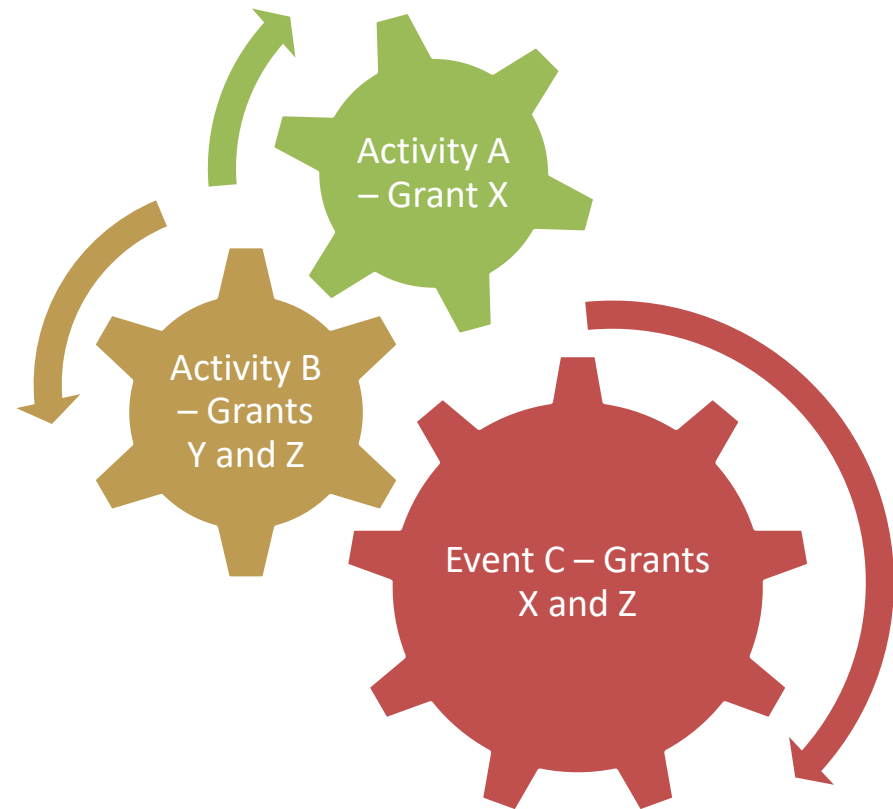 Activity A
– Grant X
Activity B
– Grants
Y and Z
Event C – Grants
X and Z